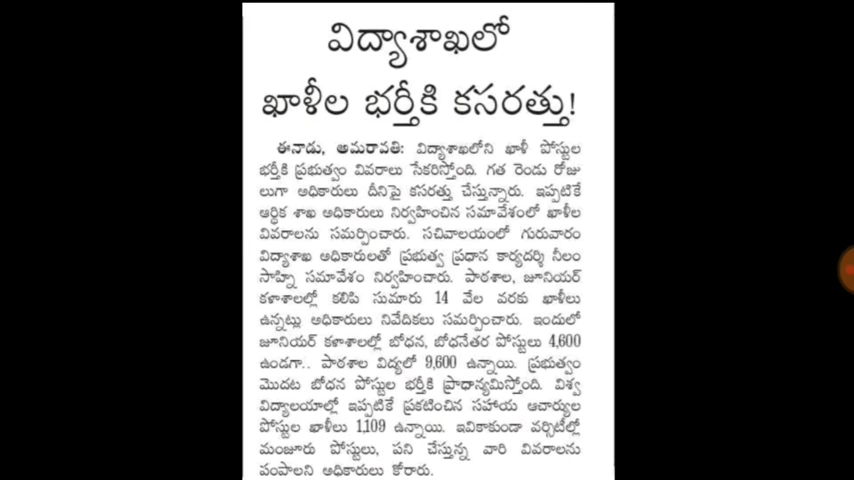 విద్యాశాఖలో
ఖాళీల భర్తీకి కసరత్తు!
ఈనాడు, అమరావతి: విద్యాశాఖలోని ఖాళీ పోస్టుల
భర్తీకి ప్రభుత్వం వివరాలు సేకరిస్తోంది. గత రెండు రోజు
లుగా అధికారులు దీనిపై కసరత్తు చేస్తున్నారు. ఇప్పటికే
ఆర్థిక శాఖ అధికారులు నిర్వహించిన సమావేశంలో ఖాళీల
వివరాలను సమర్పించారు. సచివాలయంలో గురువారం
విద్యాశాఖ అధికారులతో ప్రభుత్వ ప్రధాన కార్యదర్శి నీలం
సాహ్ని సమావేశం నిర్వహించారు. పాఠశాల, జూనియర్
కళాశాలల్లో కలిపి సుమారు 14 వేల వరకు ఖాళీలు
ఉన్నట్లు అధికారులు నివేదికలు సమర్పించారు. ఇందులో
జూనియర్ కళాశాలల్లో బోధన, బోధనేతర పోస్టులు 4,600
ఉండగా.. పాఠశాల విద్యలో 9,600 ఉన్నాయి. ప్రభుత్వం
మొదట బోధన పోస్టుల భర్తీకి ప్రాధాన్యమిస్తోంది. విశ్వ
విద్యాలయాల్లో ఇప్పటికే ప్రకటించిన సహాయ ఆచార్యుల
పోస్టుల ఖాళీలు 1,109 ఉన్నాయి. ఇవికాకుండా వర్సిటీల్లో
మంజూరు పోస్టులు, పని చేస్తున్న వారి వివరాలను
పంపాలని అధికారులు కోరారు.